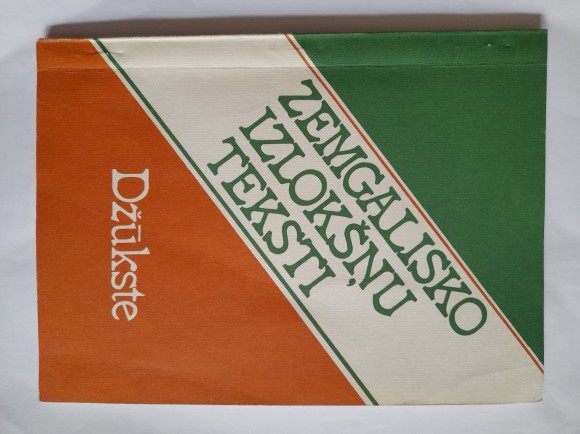 ZEMGALISKO
IZLOKŠŅU
TEKSTI
Džūkste